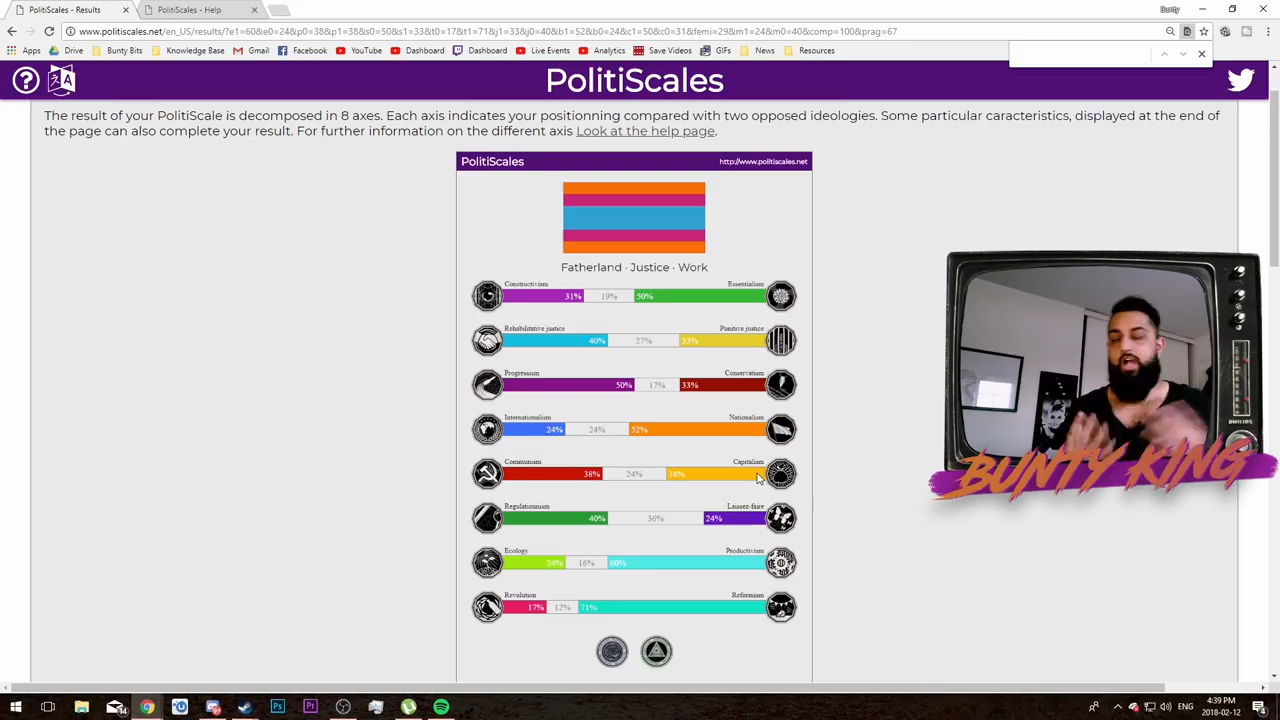 PolitiScales - Results
PolitiScales - Help
Bunty
www.politiscales.net/en_US/results/?e1=60&e0=24&p0=38&p1=38&s0=50&s1=33&t0=17&t1=71&j1=33&j0=40&b1=52&b0=24&c1=50&c0=31&femi=29&m1=24&m0=40&comp=100&prag=67
Apps Drive Bunty Bits Knowledge Base Gmail Facebook YouTube Dashboard Dashboard Live Events Analytics Save Videos GIFs News Resources
PolitiScales
The result of your PolitiScale is decomposed in 8 axes. Each axis indicates your positionning compared with two opposed ideologies. Some particular caracteristics, displayed at the end of
the page can also complete your result. For further information on the different axis Look at the help page.
PolitiScales http://www.politiscales.net
Fatherland · Justice · Work
Constructivism Essentialism
31% 19% 50%
Rehabilitative justice Punitive justice
40% 27% 33%
Progressism Conservatism
50% 17% 33%
Internationalism Nationalism
24% 24% 52%
Communism Capitalism
38% 24% 38%
Regulationnism Laissez-faire
40% 36% 24%
Ecology Productivism
24% 16% 60%
Revolution Reformism
17% 12% 71%
PHILIPS
BUNTY KING
ENG
4:39 PM
2018-02-12